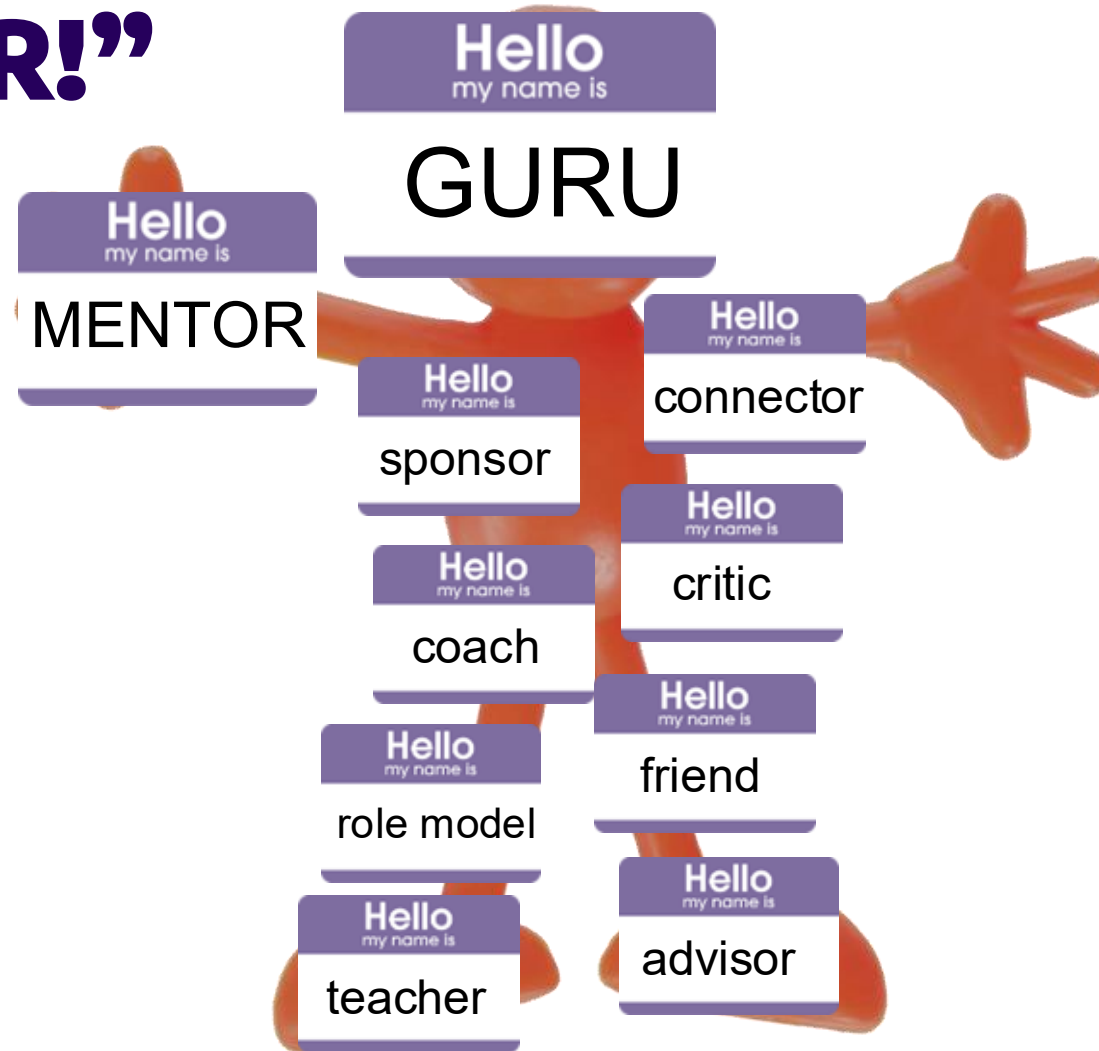 R!”
Hello
my name is
GURU
Hello
my name is
MENTOR
Hello
my name is
connector
Hello
my name is
sponsor
Hello
my name is
critic
Hello
my name is
coach
Hello
my name is
friend
Hello
my name is
role model
Hello
my name is
advisor
Hello
my name is
teacher